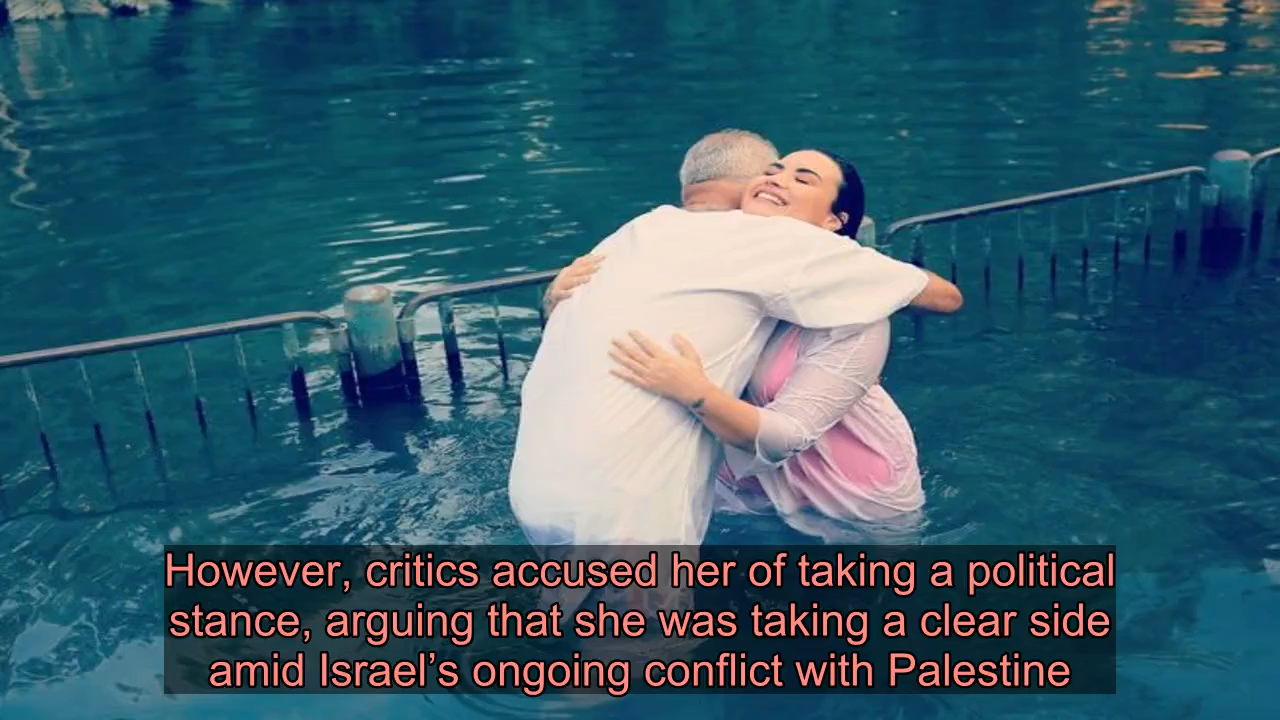 However, critics accused her of taking a political
stance, arguing that she was taking a clear side
amid Israel’s ongoing conflict with Palestine